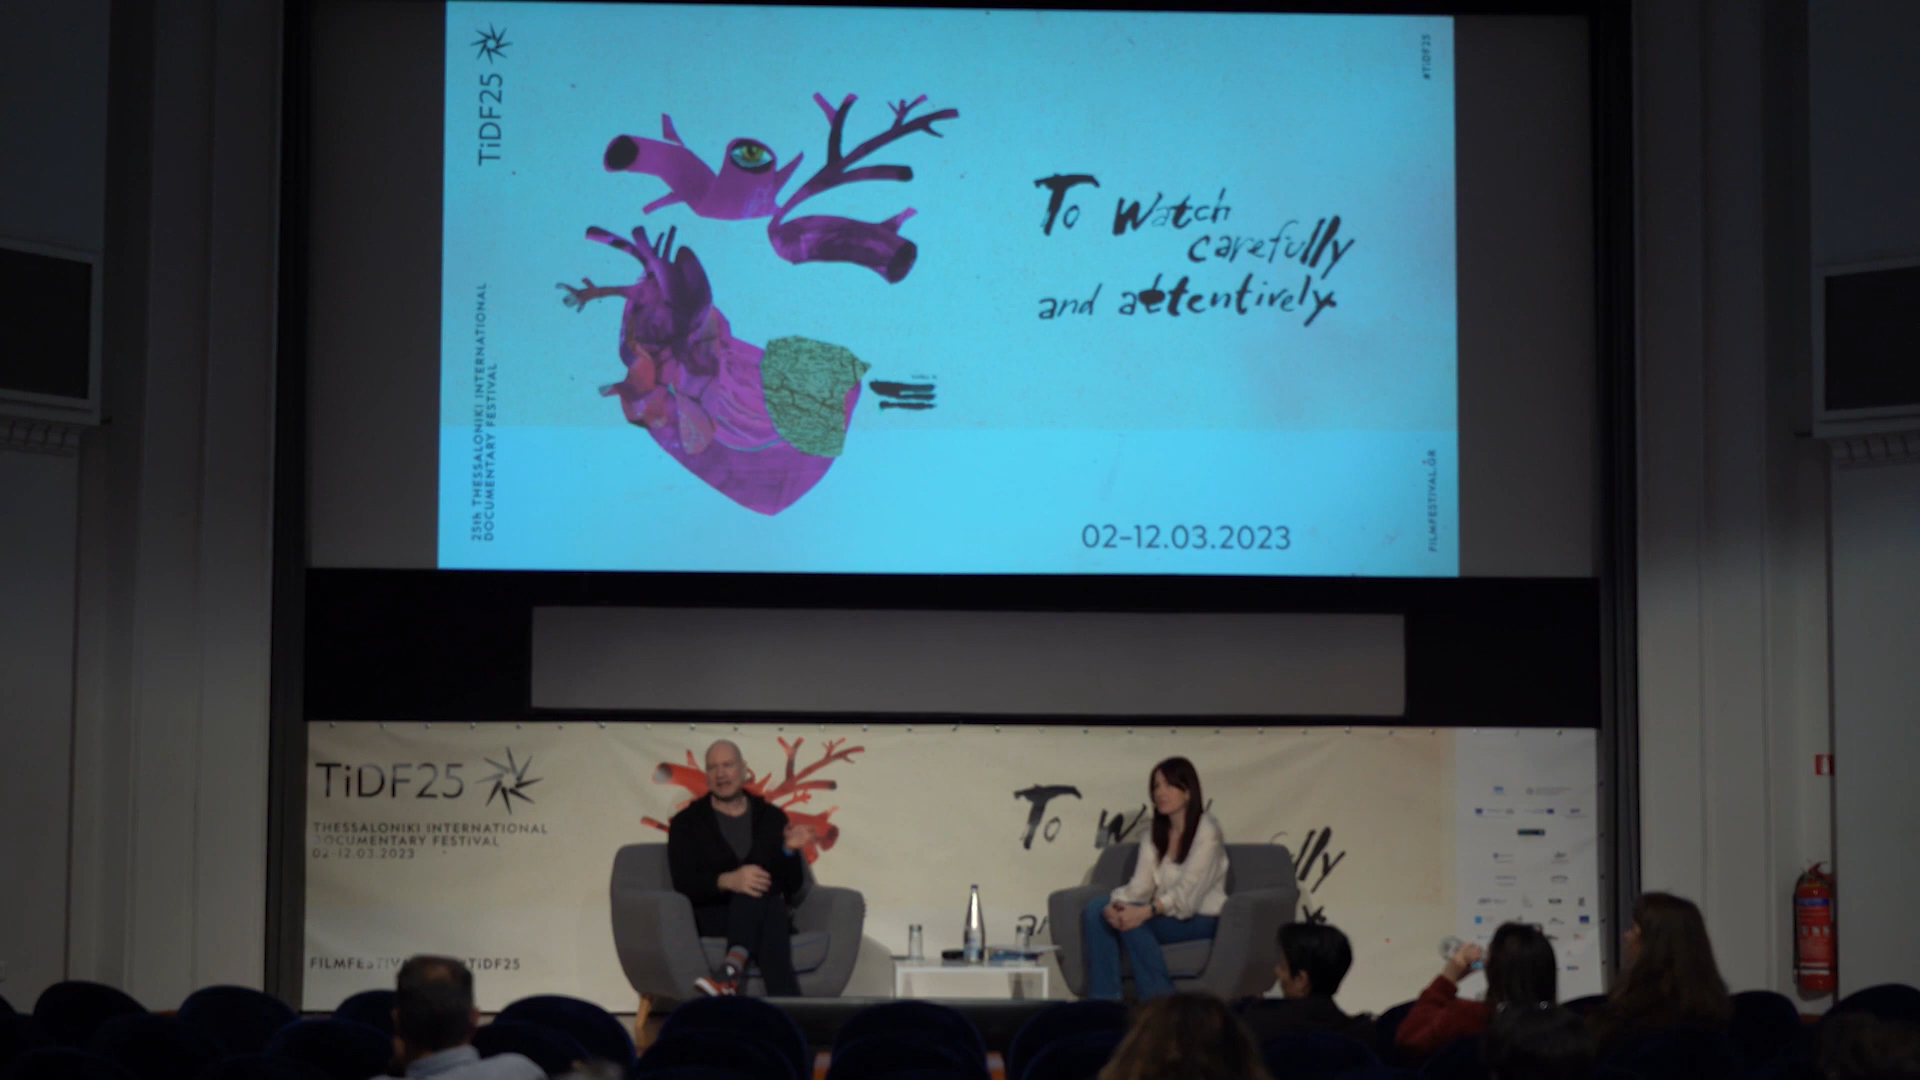 TiDF25
25th THESSALONIKI INTERNATIONAL
DOCUMENTARY FESTIVAL
To Watch
carefully
and attentively
02-12.03.2023
#TiDF25
FILMFESTIVAL.GR
TiDF25
THESSALONIKI INTERNATIONAL
DOCUMENTARY FESTIVAL
02-12.03.2023
To
lly
TiDF25